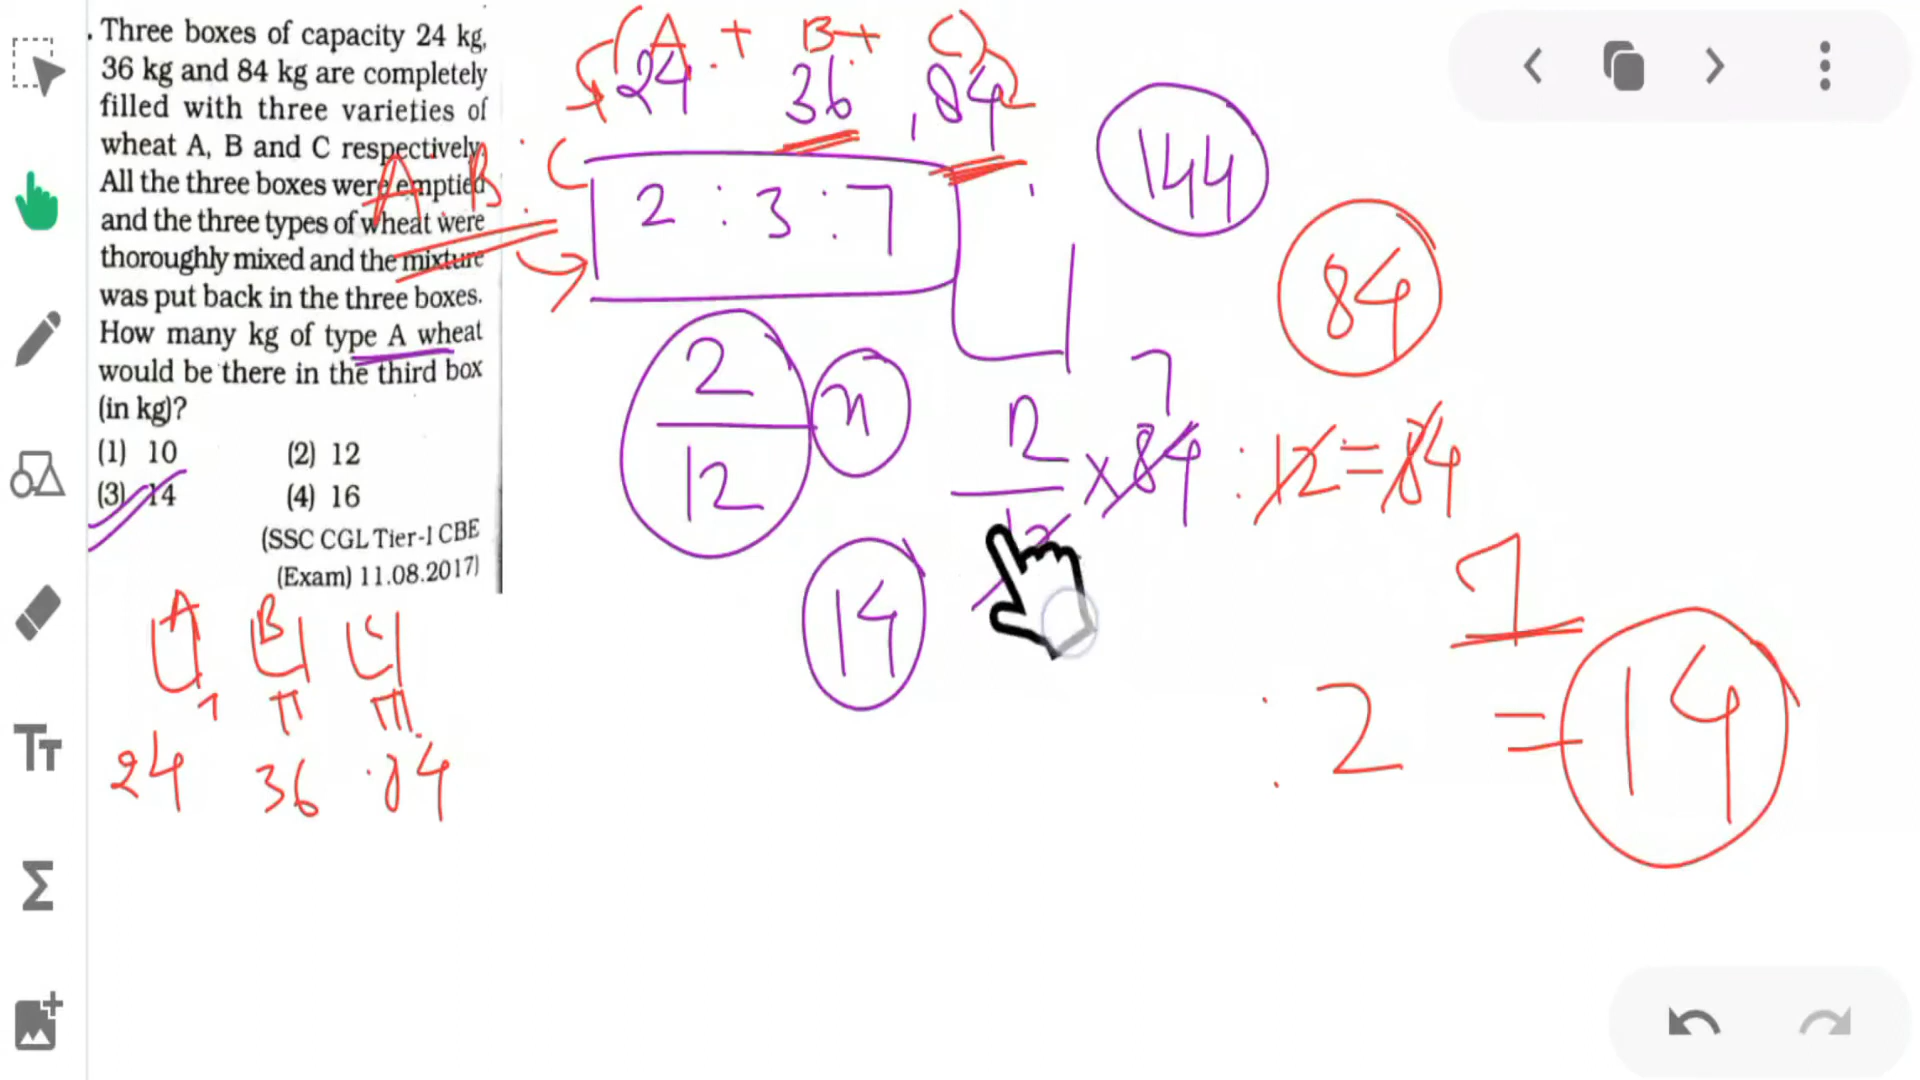 . Three boxes of capacity 24 kg,
36 kg and 84 kg are completely
filled with three varieties of
wheat A, B and C respectively.
All the three boxes were emptied
and the three types of wheat were
thoroughly mixed and the mixture
was put back in the three boxes.
How many kg of type A wheat
would be there in the third box
(in kg)?
(1) 10 (2) 12
(3) 14 (4) 16
(SSC CGL Tier-I CBE
(Exam) 11.08.2017)
A B C
I II III
24 36 84
(A + B + C)
24 36 84
144
A : B : C
2 : 3 : 7
84
2/12 x
2/12 × 84
7
: 12 = 84
7
14
: 2 = 14
TT
Σ